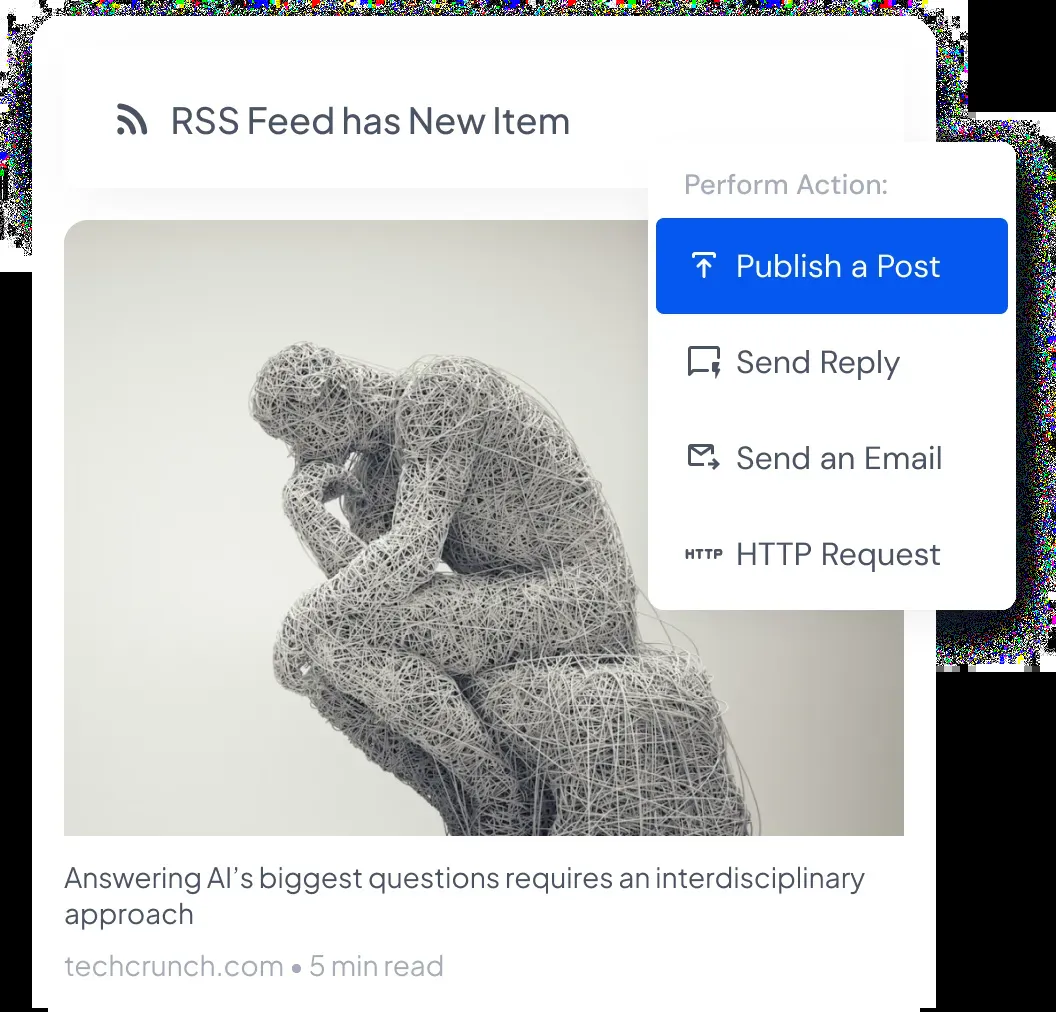 RSS Feed has New Item
Perform Action:
Publish a Post
Send Reply
Send an Email
HTTP HTTP Request
Answering AI’s biggest questions requires an interdisciplinary
approach
techcrunch.com • 5 min read